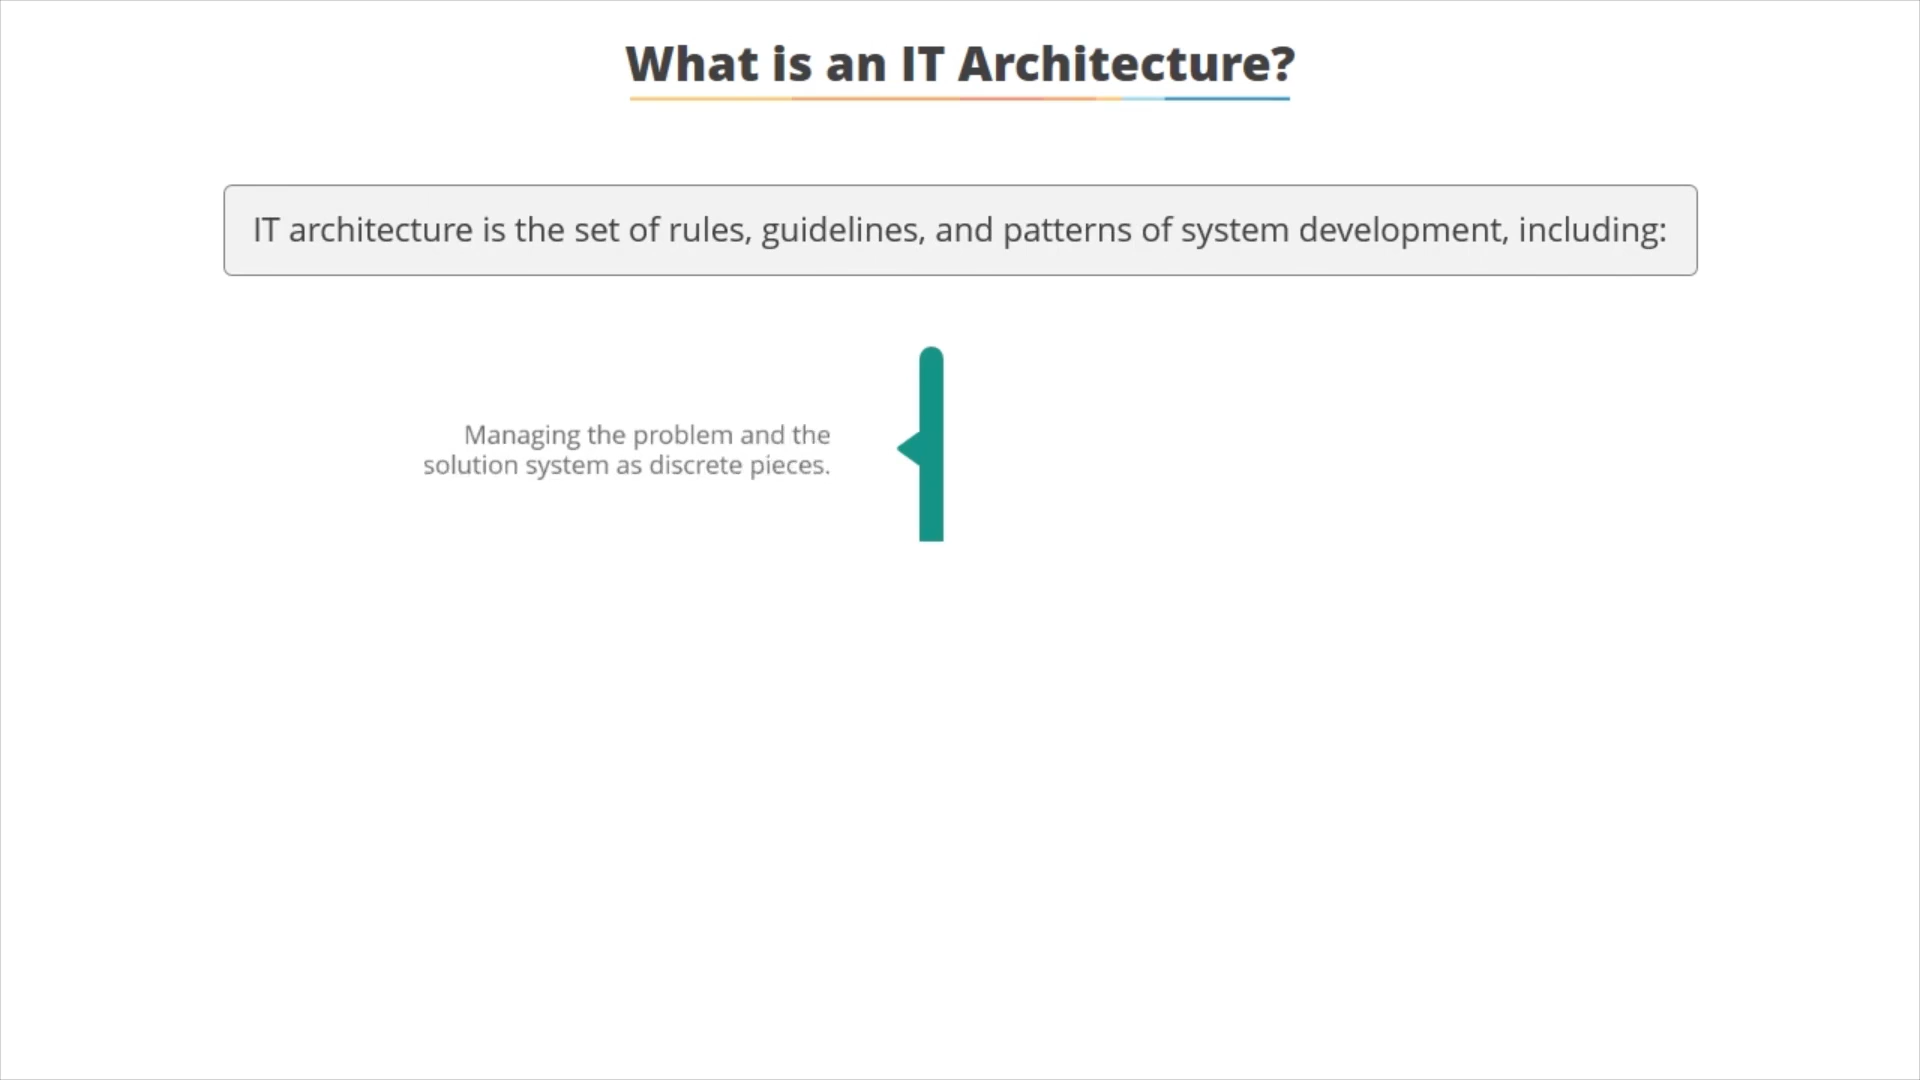 What is an IT Architecture?
IT architecture is the set of rules, guidelines, and patterns of system development, including:
Managing the problem and the
solution system as discrete pieces.